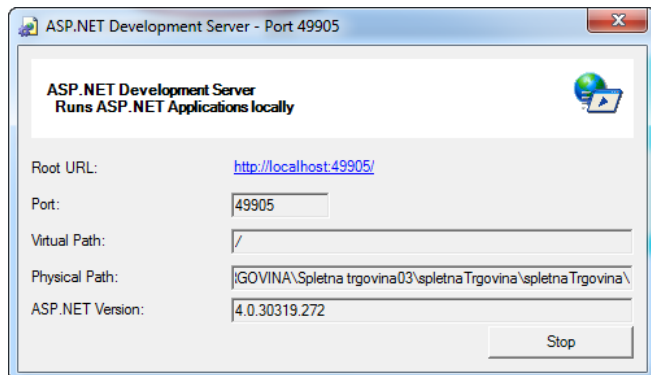 ASP.NET Development Server - Port 49905
ASP.NET Development Server
Runs ASP.NET Applications locally
Root URL: http://localhost:49905/
Port: 49905
Virtual Path: /
Physical Path: GOVINA\Spletna trgovina03\spletnaTrgovina\spletnaTrgovina\
ASP.NET Version: 4.0.30319.272
Stop